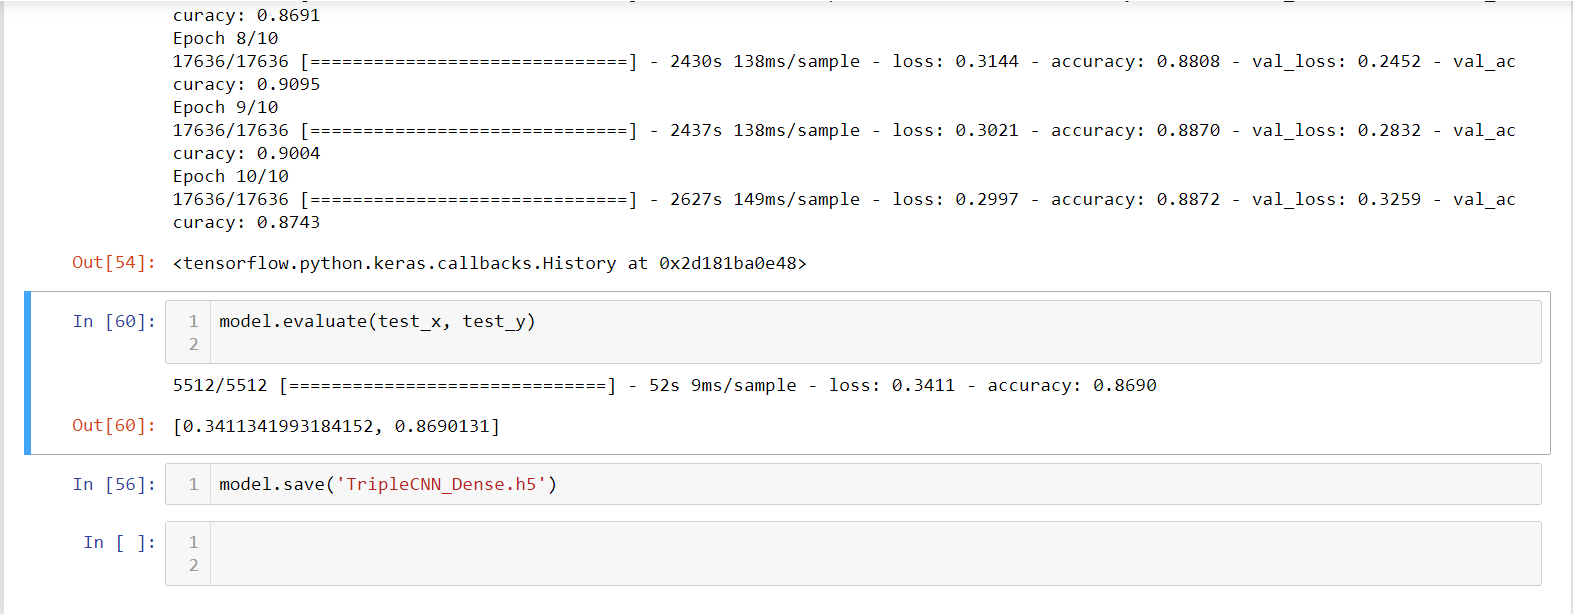 curacy: 0.8691
Epoch 8/10
17636/17636 [==============================] - 2430s 138ms/sample - loss: 0.3144 - accuracy: 0.8808 - val_loss: 0.2452 - val_ac
curacy: 0.9095
Epoch 9/10
17636/17636 [==============================] - 2437s 138ms/sample - loss: 0.3021 - accuracy: 0.8870 - val_loss: 0.2832 - val_ac
curacy: 0.9004
Epoch 10/10
17636/17636 [==============================] - 2627s 149ms/sample - loss: 0.2997 - accuracy: 0.8872 - val_loss: 0.3259 - val_ac
curacy: 0.8743
Out[54]: <tensorflow.python.keras.callbacks.History at 0x2d181ba0e48>
In [60]: 1 model.evaluate(test_x, test_y)
2
5512/5512 [==============================] - 52s 9ms/sample - loss: 0.3411 - accuracy: 0.8690
Out[60]: [0.3411341993184152, 0.8690131]
In [56]: 1 model.save('TripleCNN_Dense.h5')
In [ ]: 1
2